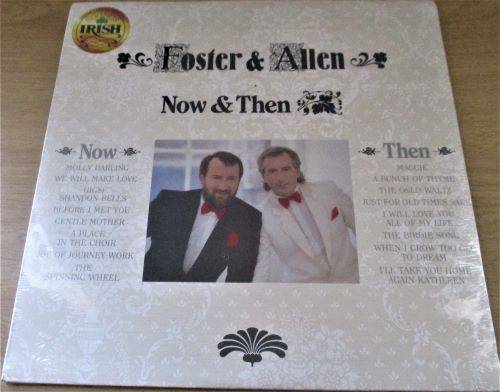 IRISH
Foster & Allen
Now & Then
Now
MOLLY DARLING
WE WILL MAKE LOVE
(HIGH)
SHANDON BELLS
BEFORE I MET YOU
GENTLE MOTHER
A PLACE
IN THE CHOIR
JOE OF JOURNEY WORK
THE
SPINNING WHEEL
Then
MAGGIE
A BUNCH OF THYME
THE OSLO WALTZ
JUST FOR OLD TIMES SAKE
I WILL LOVE YOU
ALL OF MY LIFE
THE BIRDIE SONG
WHEN I GROW TOO OLD
TO DREAM
I'LL TAKE YOU HOME
AGAIN KATHLEEN